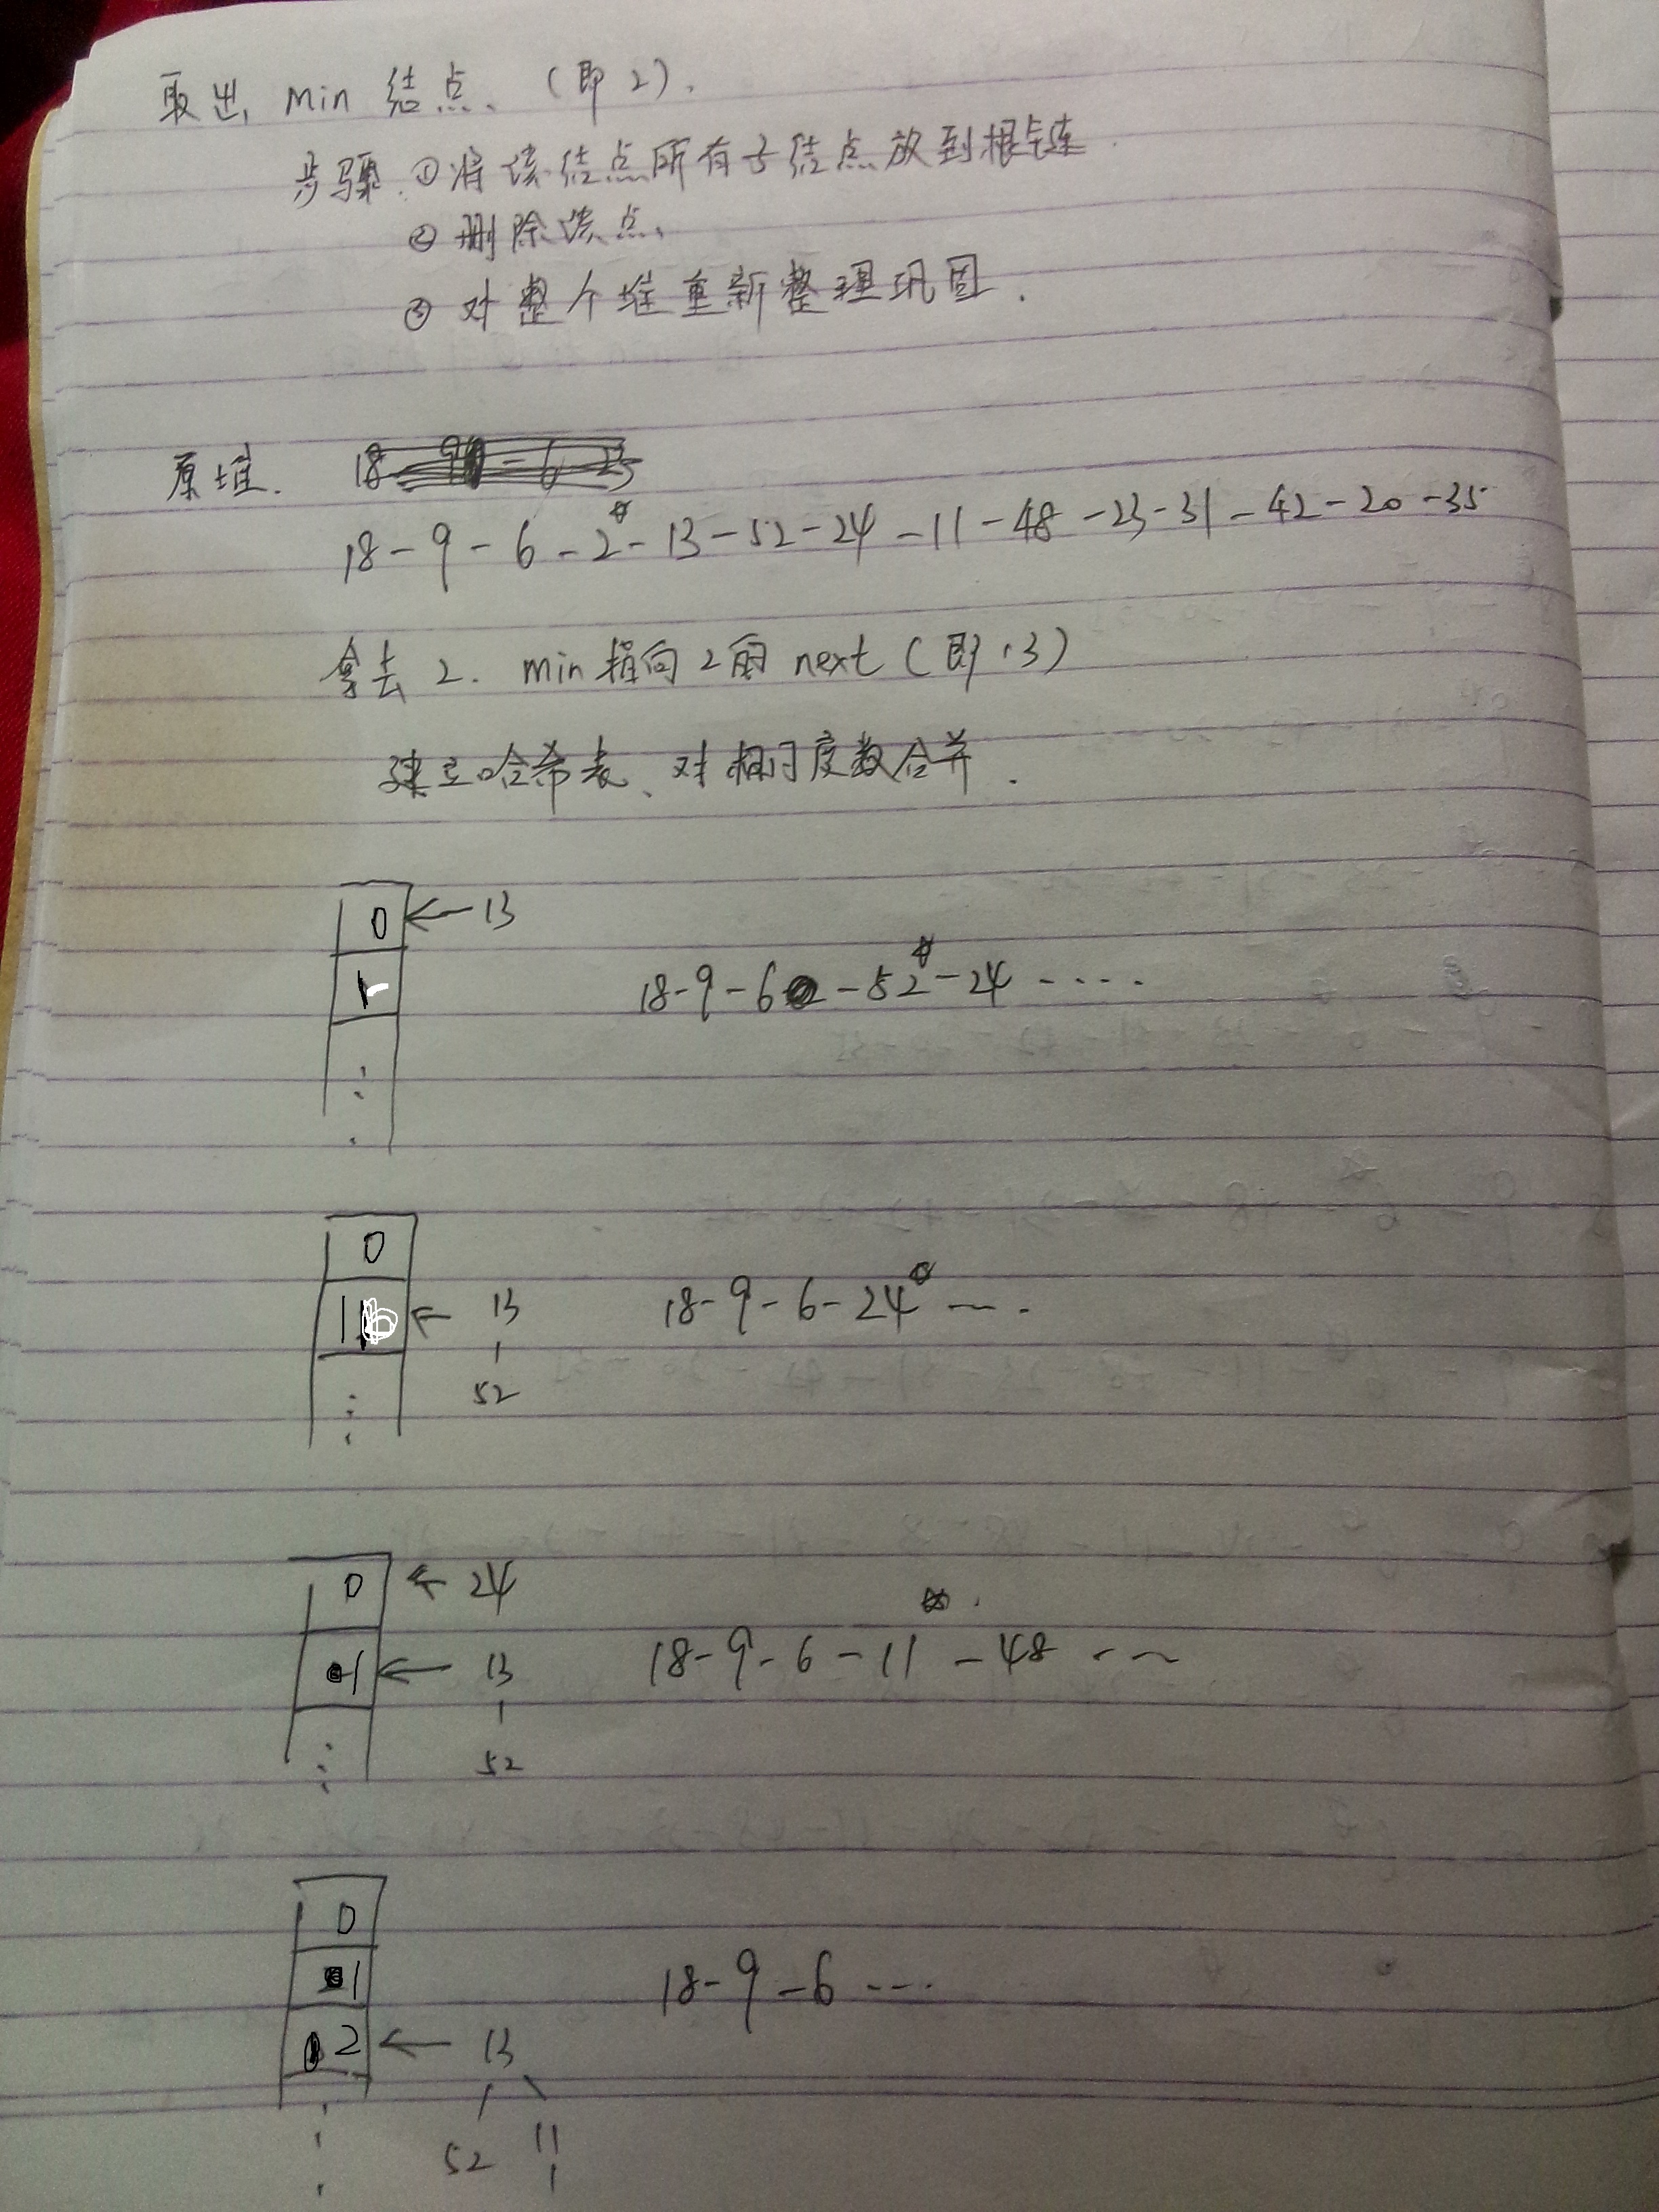 取出 min 结点、(即2).
步骤.①将该结点所有子结点放到根链.
② 删除该点、
③ 对整个堆重新整理巩固.
原堆.
18-9-6-2-13-52-24-11-48-23-31-42-20-35
拿去 2. min指向2的 next (即13)
建立哈希表、对相同度数合并.
0 ← 13
1
18-9-6-52-24 ....
0
1 ← 13
52
18-9-6-24 ...
0 ← 24
1 ← 13
52
18-9-6-11-48 ...
0
1
2 ← 13
52 11
18-9-6 ...